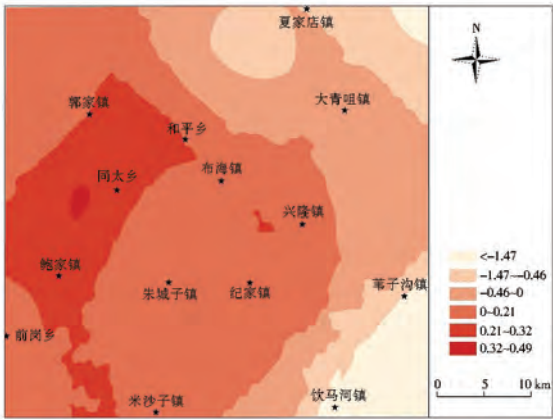 夏家店镇
N
大青咀镇
郭家镇
和平乡
布海镇
同太乡
兴隆镇
鲍家镇
朱城子镇
纪家镇
苇子沟镇
前岗乡
米沙子镇
饮马河镇
<-1.47
-1.47~-0.46
-0.46~0
0~0.21
0.21~0.32
0.32~0.49
0 5 10 km